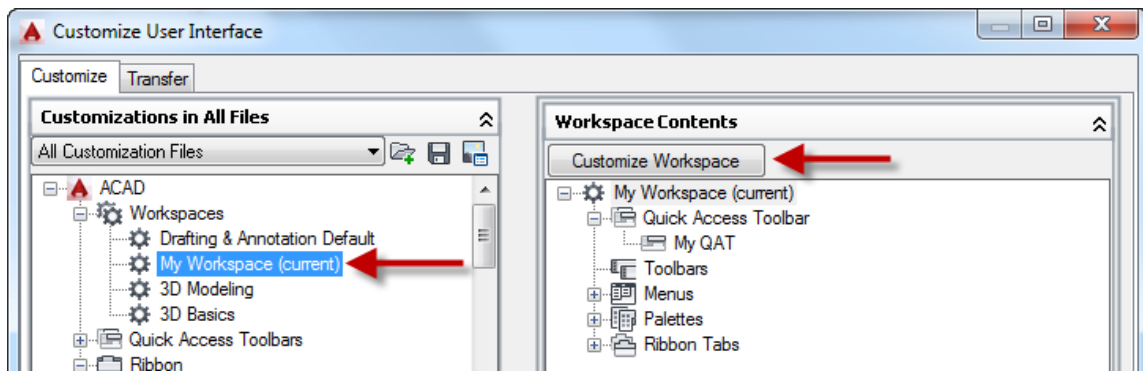 Customize User Interface
Customize
Transfer
Customizations in All Files
All Customization Files
ACAD
Workspaces
Drafting & Annotation Default
My Workspace (current)
3D Modeling
3D Basics
Quick Access Toolbars
Ribbon
Workspace Contents
Customize Workspace
My Workspace (current)
Quick Access Toolbar
My QAT
Toolbars
Menus
Palettes
Ribbon Tabs